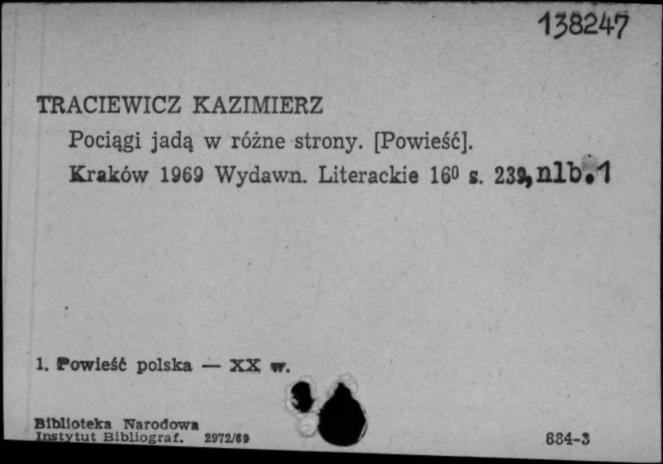 138247
TRACIEWICZ KAZIMIERZ
Pociągi jadą w różne strony. [Powieść].
Kraków 1969 Wydawn. Literackie 16⁰ s. 239, nlb. 1
1. Powieść polska — XX w.
Biblioteka Narodowa
Instytut Bibliograf. 2972/69
884-3